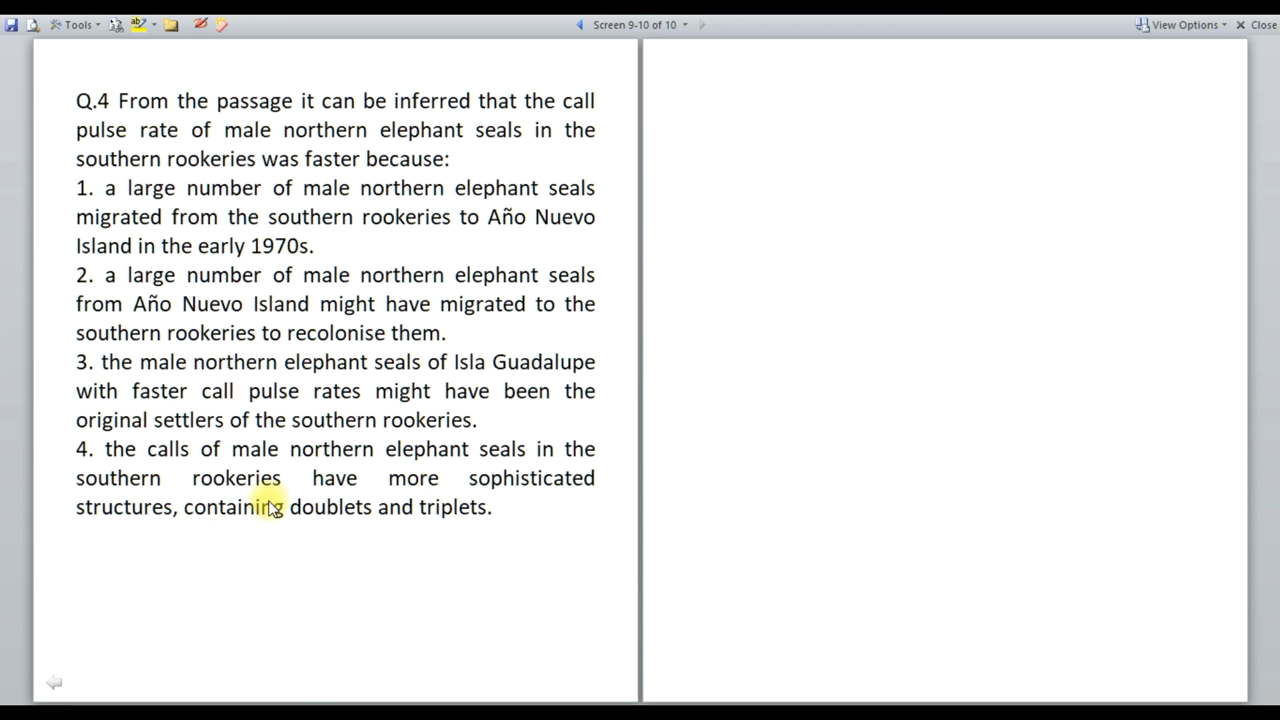 Tools
Screen 9-10 of 10
View Options
Close
Q.4 From the passage it can be inferred that the call
pulse rate of male northern elephant seals in the
southern rookeries was faster because:
1. a large number of male northern elephant seals
migrated from the southern rookeries to Año Nuevo
Island in the early 1970s.
2. a large number of male northern elephant seals
from Año Nuevo Island might have migrated to the
southern rookeries to recolonise them.
3. the male northern elephant seals of Isla Guadalupe
with faster call pulse rates might have been the
original settlers of the southern rookeries.
4. the calls of male northern elephant seals in the
southern rookeries have more sophisticated
structures, containing doublets and triplets.